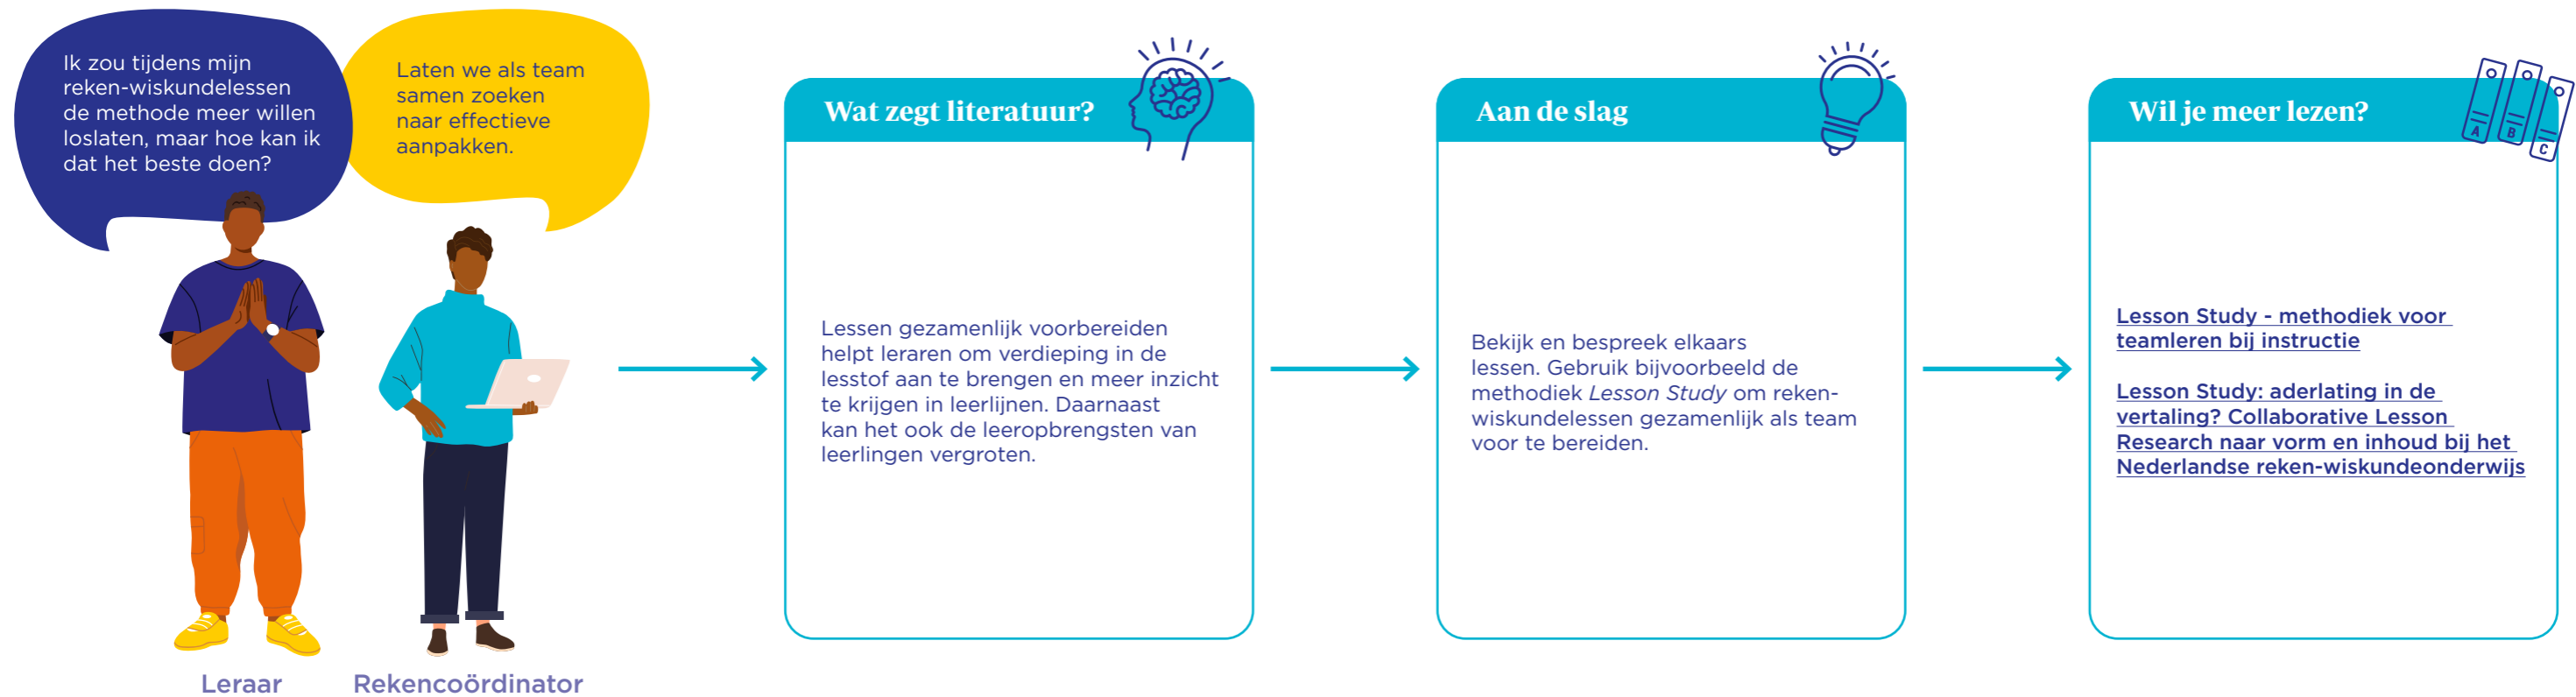 Ik zou tijdens mijn
reken-wiskundelessen
de methode meer willen
loslaten, maar hoe kan ik
dat het beste doen?
Laten we als team
samen zoeken
naar effectieve
aanpakken.
Leraar
Rekencoördinator
Wat zegt literatuur?
Lessen gezamenlijk voorbereiden
helpt leraren om verdieping in de
lesstof aan te brengen en meer inzicht
te krijgen in leerlijnen. Daarnaast
kan het ook de leeropbrengsten van
leerlingen vergroten.
Aan de slag
Bekijk en bespreek elkaars
lessen. Gebruik bijvoorbeeld de
methodiek Lesson Study om reken-
wiskundelessen gezamenlijk als team
voor te bereiden.
Wil je meer lezen?
A
B
C
Lesson Study - methodiek voor
teamleren bij instructie
Lesson Study: aderlating in de
vertaling? Collaborative Lesson
Research naar vorm en inhoud bij het
Nederlandse reken-wiskundeonderwijs